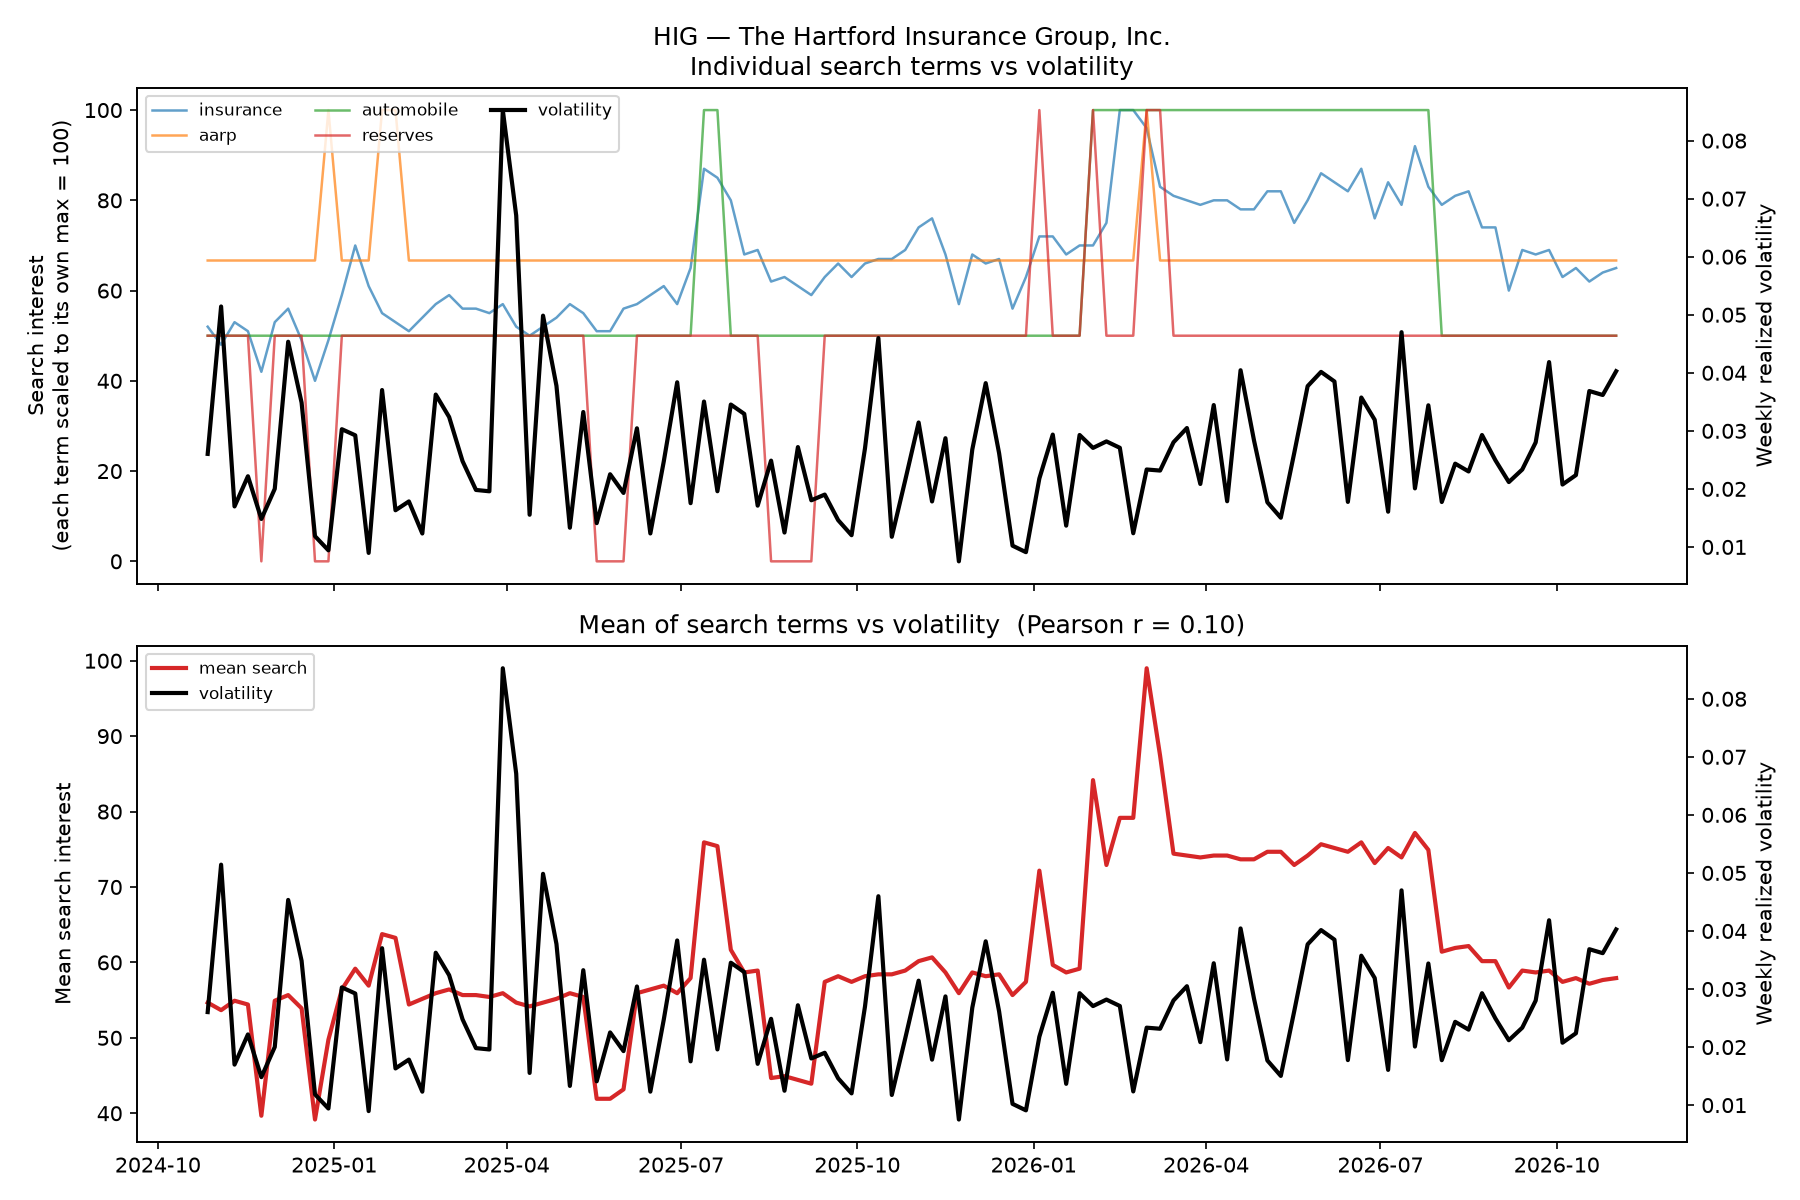 HIG — The Hartford Insurance Group, Inc.
Individual search terms vs volatility
insurance
aarp
automobile
reserves
volatility
100
80
60
40
20
0
Search interest
(each term scaled to its own max = 100)
0.08
0.07
0.06
0.05
0.04
0.03
0.02
0.01
Weekly realized volatility
Mean of search terms vs volatility (Pearson r = 0.10)
mean search
volatility
100
90
80
70
60
50
40
Mean search interest
0.08
0.07
0.06
0.05
0.04
0.03
0.02
0.01
Weekly realized volatility
2024-10
2025-01
2025-04
2025-07
2025-10
2026-01
2026-04
2026-07
2026-10